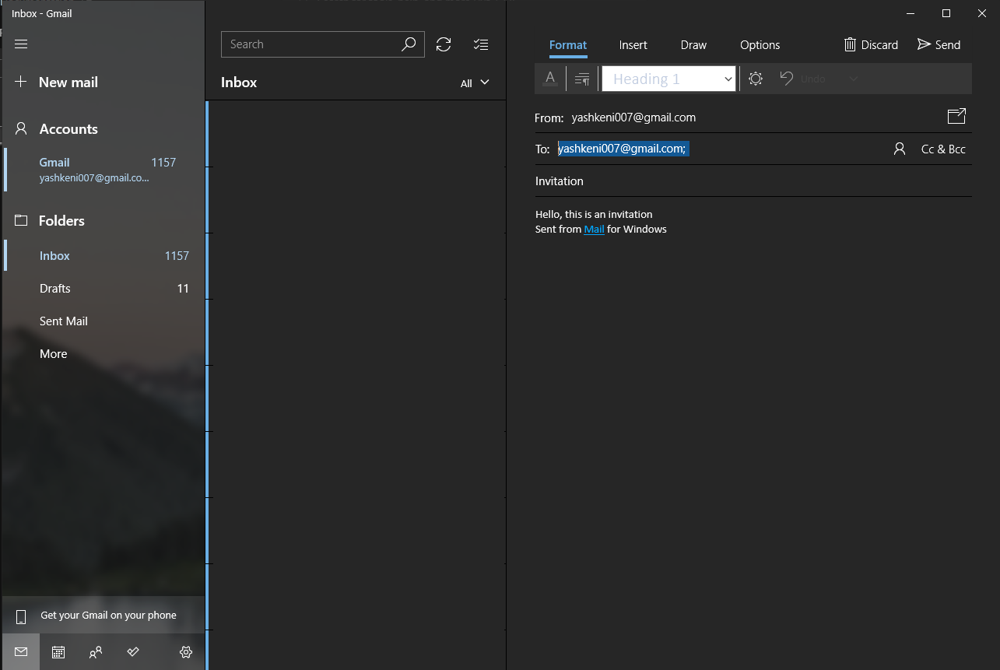 Inbox - Gmail
New mail
Accounts
Gmail 1157
yashkeni007@gmail.co...
Folders
Inbox 1157
Drafts 11
Sent Mail
More
Get your Gmail on your phone
Search
Inbox All
Format Insert Draw Options Discard Send
A Heading 1 Undo
From: yashkeni007@gmail.com
To: yashkeni007@gmail.com; Cc & Bcc
Invitation
Hello, this is an invitation
Sent from Mail for Windows